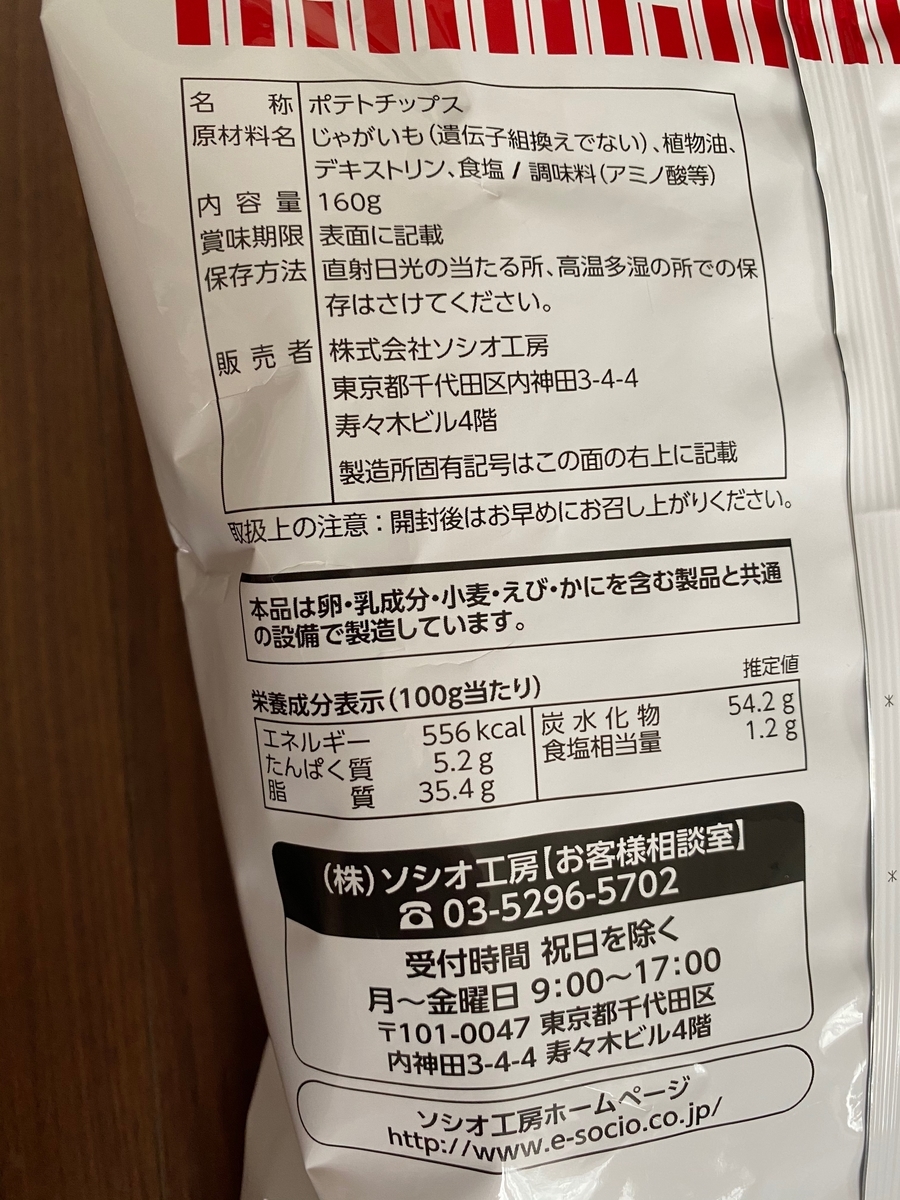 名称 ポテトチップス
原材料名 じゃがいも(遺伝子組換えでない)、植物油、
デキストリン、食塩 / 調味料(アミノ酸等)
内容量 160g
賞味期限 表面に記載
保存方法 直射日光の当たる所、高温多湿の所での保
存はさけてください。
販売者 株式会社ソシオ工房
東京都千代田区内神田3-4-4
寿々木ビル4階
製造所固有記号はこの面の右上に記載
取扱上の注意:開封後はお早めにお召し上がりください。
本品は卵・乳成分・小麦・えび・かにを含む製品と共通
の設備で製造しています。
栄養成分表示(100g当たり) 推定値
エネルギー 556kcal 炭水化物 54.2g
たんぱく質 5.2g 食塩相当量 1.2g
脂質 35.4g
(株)ソシオ工房【お客様相談室】
☎ 03-5296-5702
受付時間 祝日を除く
月〜金曜日 9:00〜17:00
〒101-0047 東京都千代田区
内神田3-4-4 寿々木ビル4階
ソシオ工房ホームページ
http://www.e-socio.co.jp/